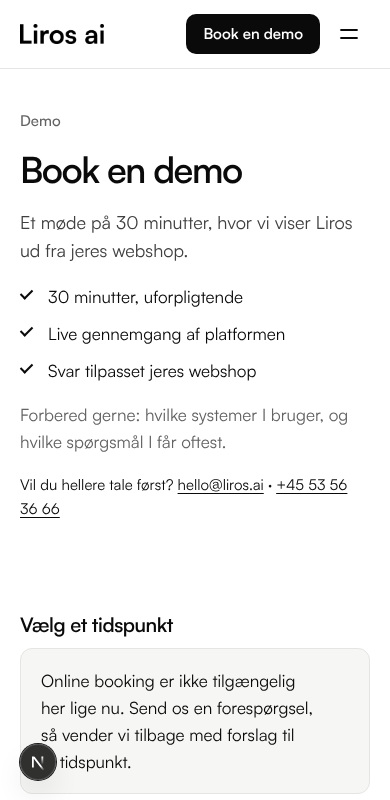 Liros ai
Book en demo
Demo
Book en demo
Et møde på 30 minutter, hvor vi viser Liros
ud fra jeres webshop.
30 minutter, uforpligtende
Live gennemgang af platformen
Svar tilpasset jeres webshop
Forbered gerne: hvilke systemer I bruger, og
hvilke spørgsmål I får oftest.
Vil du hellere tale først? hello@liros.ai · +45 53 56
36 66
Vælg et tidspunkt
Online booking er ikke tilgængelig
her lige nu. Send os en forespørgsel,
så vender vi tilbage med forslag til
N tidspunkt.